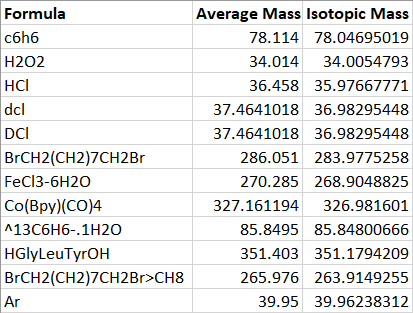 Formula Average Mass Isotopic Mass
c6h6 78.114 78.04695019
H2O2 34.014 34.0054793
HCl 36.458 35.97667771
dcl 37.4641018 36.98295448
DCl 37.4641018 36.98295448
BrCH2(CH2)7CH2Br 286.051 283.9775258
FeCl3-6H2O 270.285 268.9048825
Co(Bpy)(CO)4 327.161194 326.981601
^13C6H6-.1H2O 85.8495 85.84800666
HGlyLeuTyrOH 351.403 351.1794209
BrCH2(CH2)7CH2Br>CH8 265.976 263.9149255
Ar 39.95 39.96238312